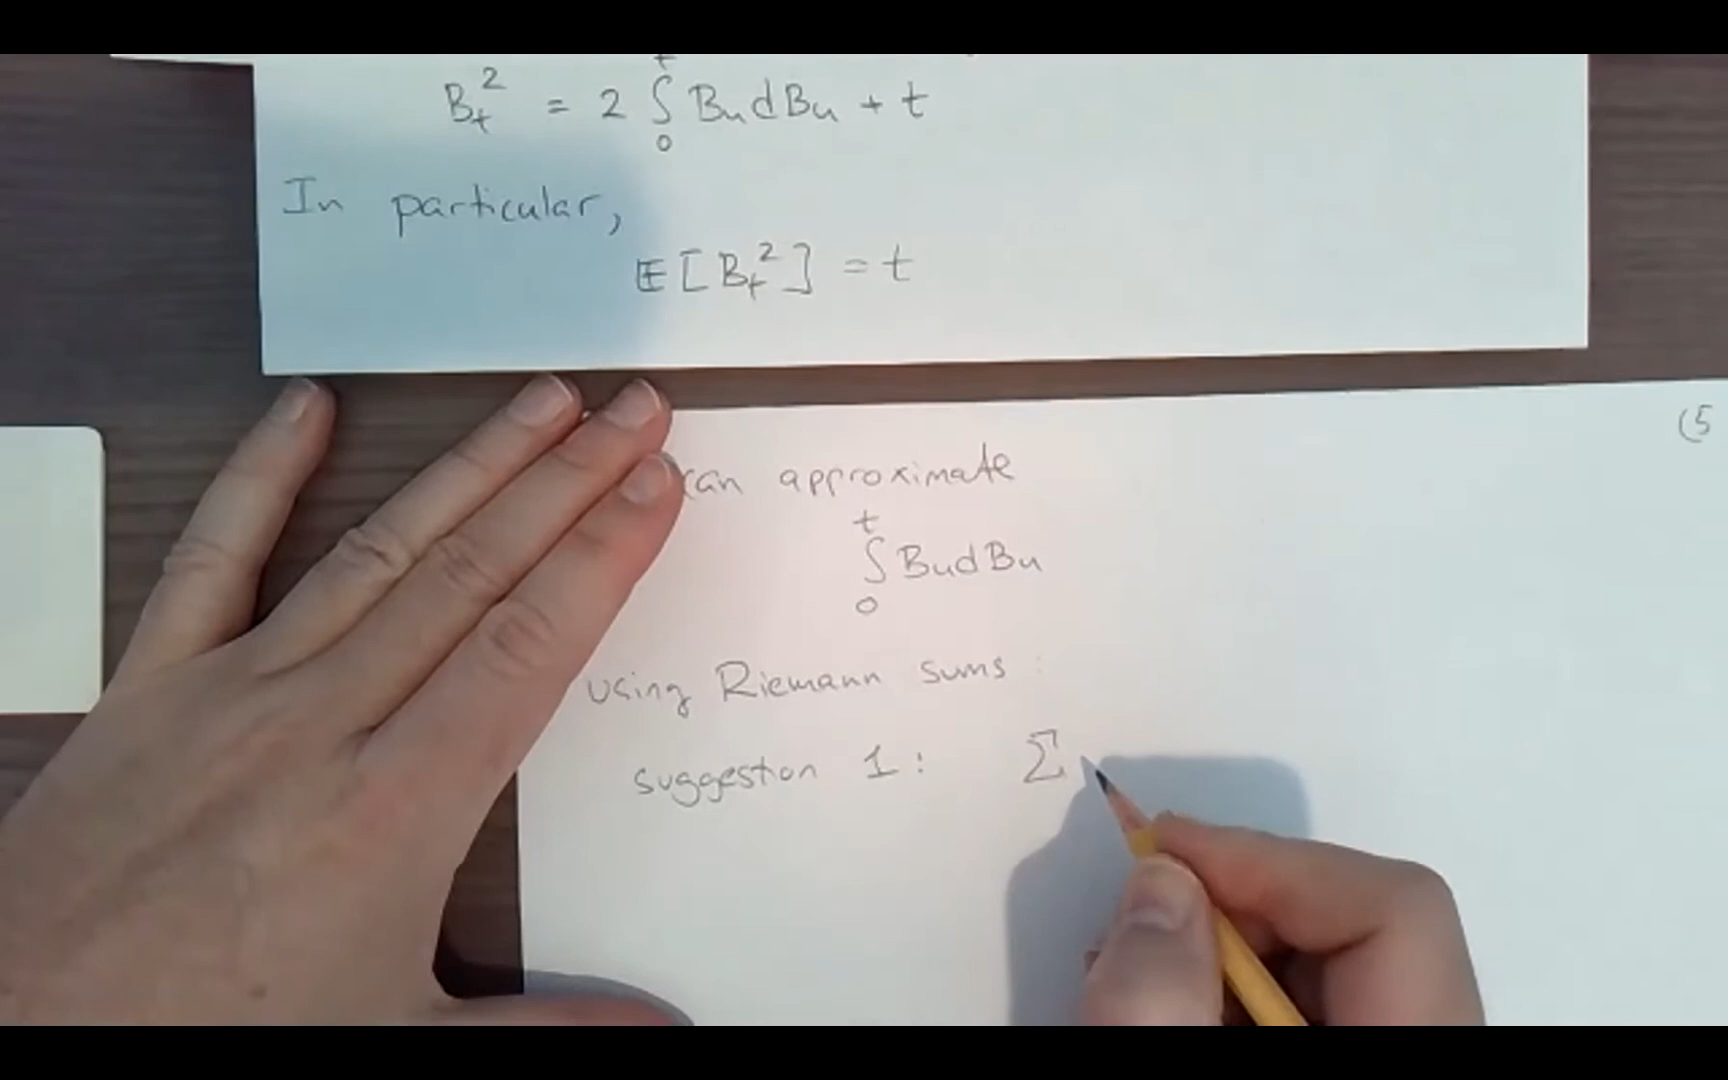 B_t^2 = 2 ∫_0^t B_u dB_u + t
In particular,
𝔼[B_t^2] = t
(5
can approximate
∫_0^t B_u dB_u
using Riemann sums :
suggestion 1 : Σ